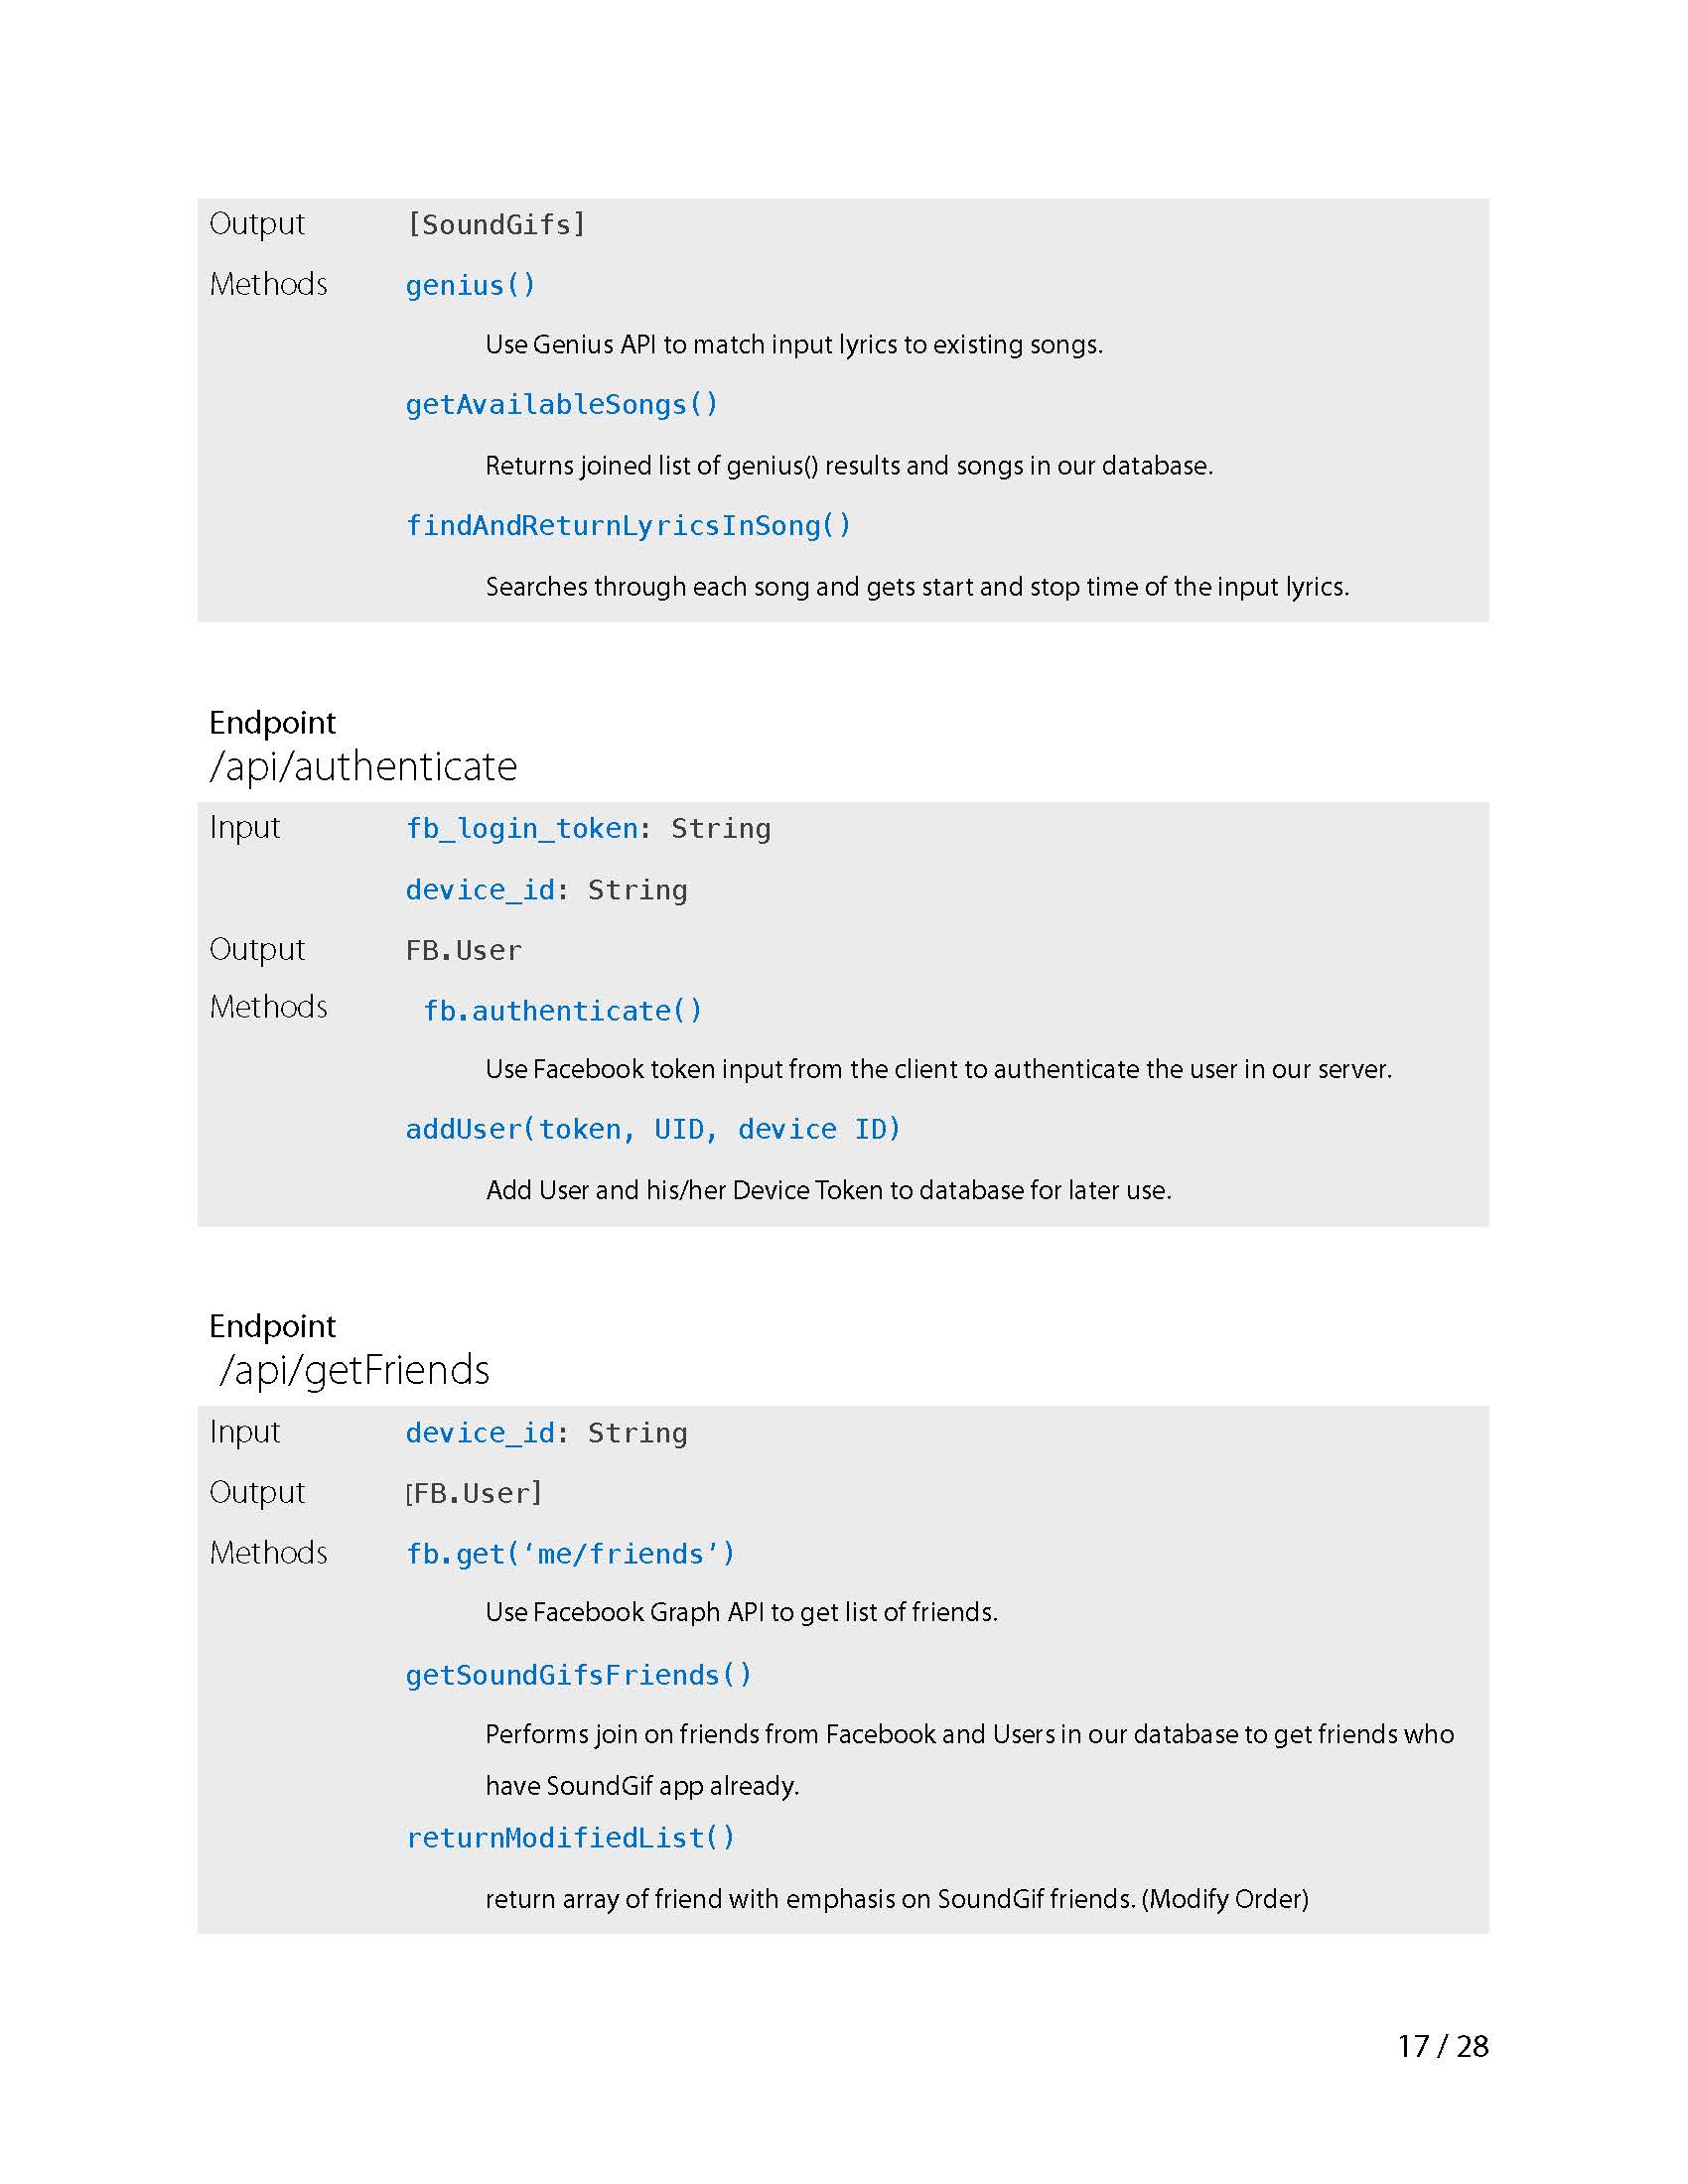 Output [SoundGifs]
Methods genius()
Use Genius API to match input lyrics to existing songs.
getAvailableSongs()
Returns joined list of genius() results and songs in our database.
findAndReturnLyricsInSong()
Searches through each song and gets start and stop time of the input lyrics.
Endpoint
/api/authenticate
Input fb_login_token: String
device_id: String
Output FB.User
Methods fb.authenticate()
Use Facebook token input from the client to authenticate the user in our server.
addUser(token, UID, device ID)
Add User and his/her Device Token to database for later use.
Endpoint
/api/getFriends
Input device_id: String
Output [FB.User]
Methods fb.get(‘me/friends’)
Use Facebook Graph API to get list of friends.
getSoundGifsFriends()
Performs join on friends from Facebook and Users in our database to get friends who
have SoundGif app already.
returnModifiedList()
return array of friend with emphasis on SoundGif friends. (Modify Order)
17 / 28